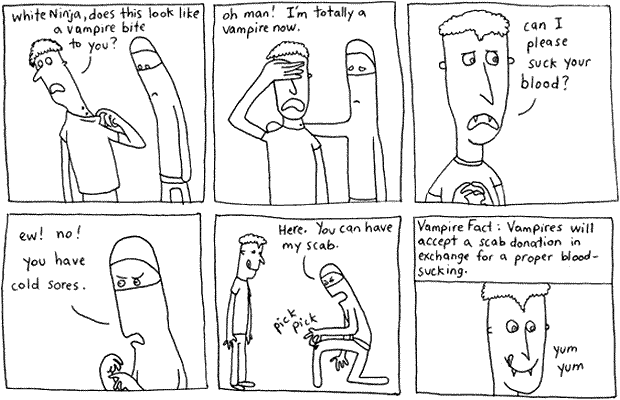 white Ninja, does this look like
a vampire bite
to you?
oh man! I'm totally a
vampire now.
can I
please
suck your
blood?
ew! no!
you have
cold sores.
Here. You can have
my scab.
pick
pick
Vampire Fact: Vampires will
accept a scab donation in
exchange for a proper blood-
sucking.
yum
yum